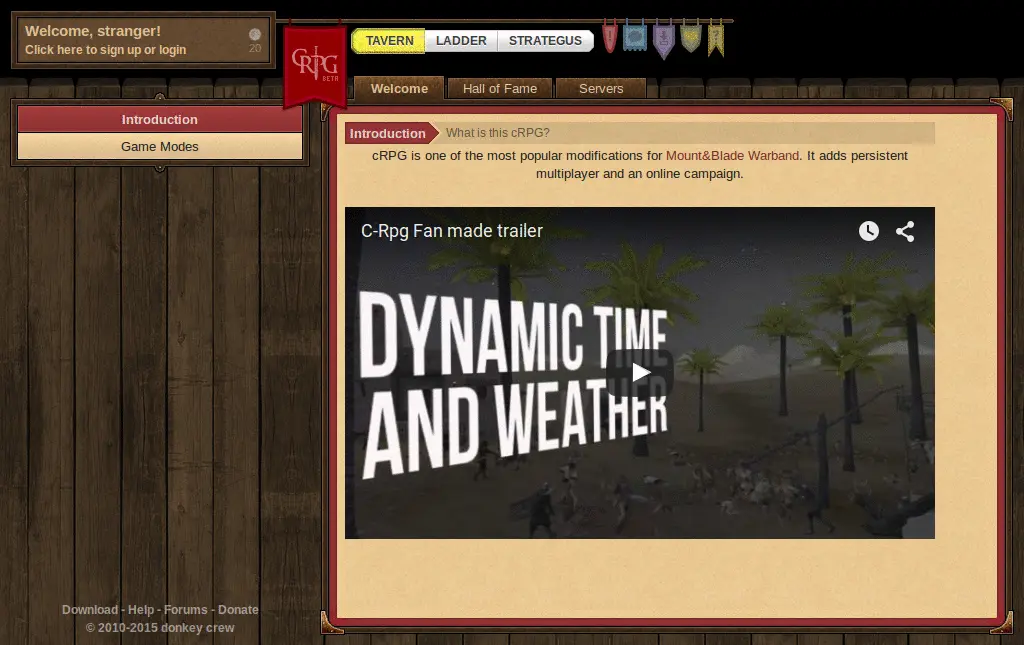 Welcome, stranger!
Click here to sign up or login
20
CRPG
BETA
TAVERN
LADDER
STRATEGUS
Welcome
Hall of Fame
Servers
Introduction
Game Modes
Introduction
What is this cRPG?
cRPG is one of the most popular modifications for Mount&Blade Warband. It adds persistent
multiplayer and an online campaign.
C-Rpg Fan made trailer
DYNAMIC TIME
AND WEATHER
Download - Help - Forums - Donate
© 2010-2015 donkey crew